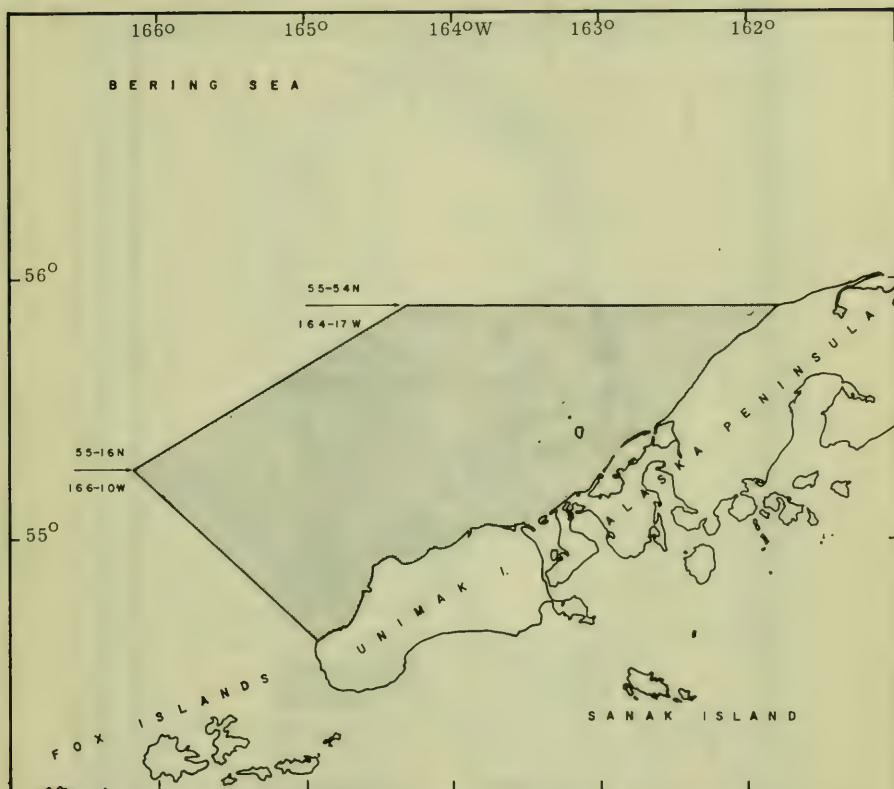 166° 165° 164°W 163° 162°
BERING SEA
56°
55-54N
164-17W
ALASKA PENINSULA
55-16N
166-10W
55°
UNIMAK I.
FOX ISLANDS
SANAK ISLAND